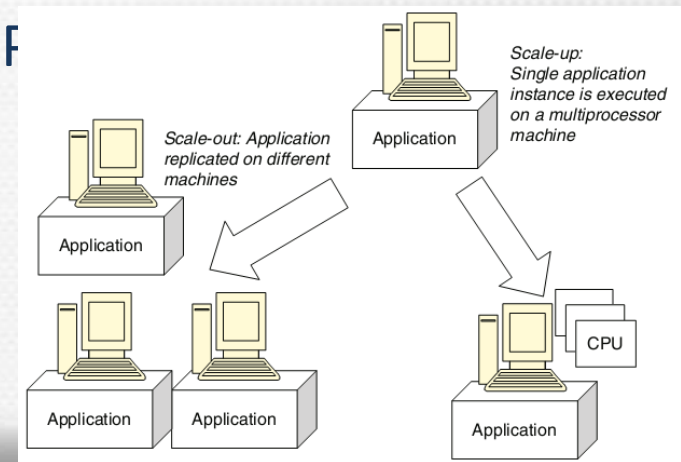 Scale-up:
Single application
instance is executed
on a multiprocessor
machine
Application
Scale-out: Application
replicated on different
machines
Application
Application
Application
CPU
Application